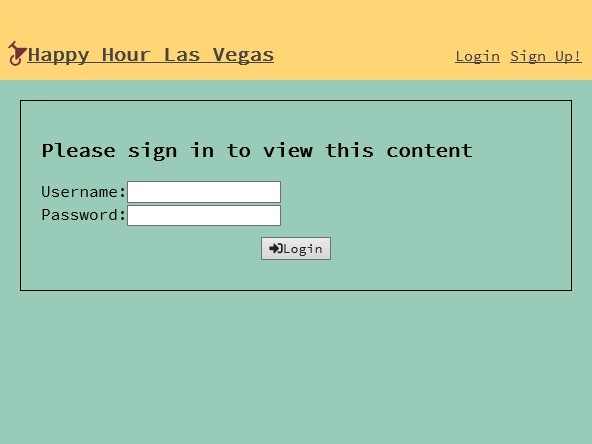 Happy Hour Las Vegas
Login Sign Up!
Please sign in to view this content
Username:
Password:
Login